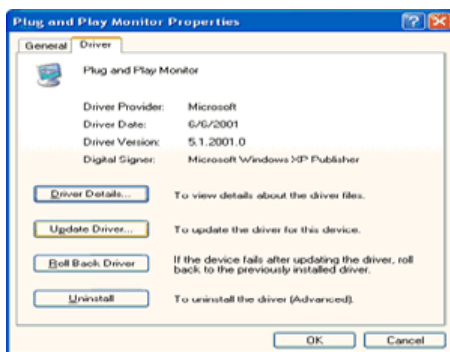 Plug and Play Monitor Properties
General Driver
Plug and Play Monitor
Driver Provider: Microsoft
Driver Date: 6/6/2001
Driver Version: 5.1.2001.0
Digital Signer: Microsoft Windows XP Publisher
Driver Details... To view details about the driver files.
Update Driver... To update the driver for this device.
Roll Back Driver If the device fails after updating the driver, roll
back to the previously installed driver.
Uninstall To uninstall the driver (Advanced).
OK Cancel